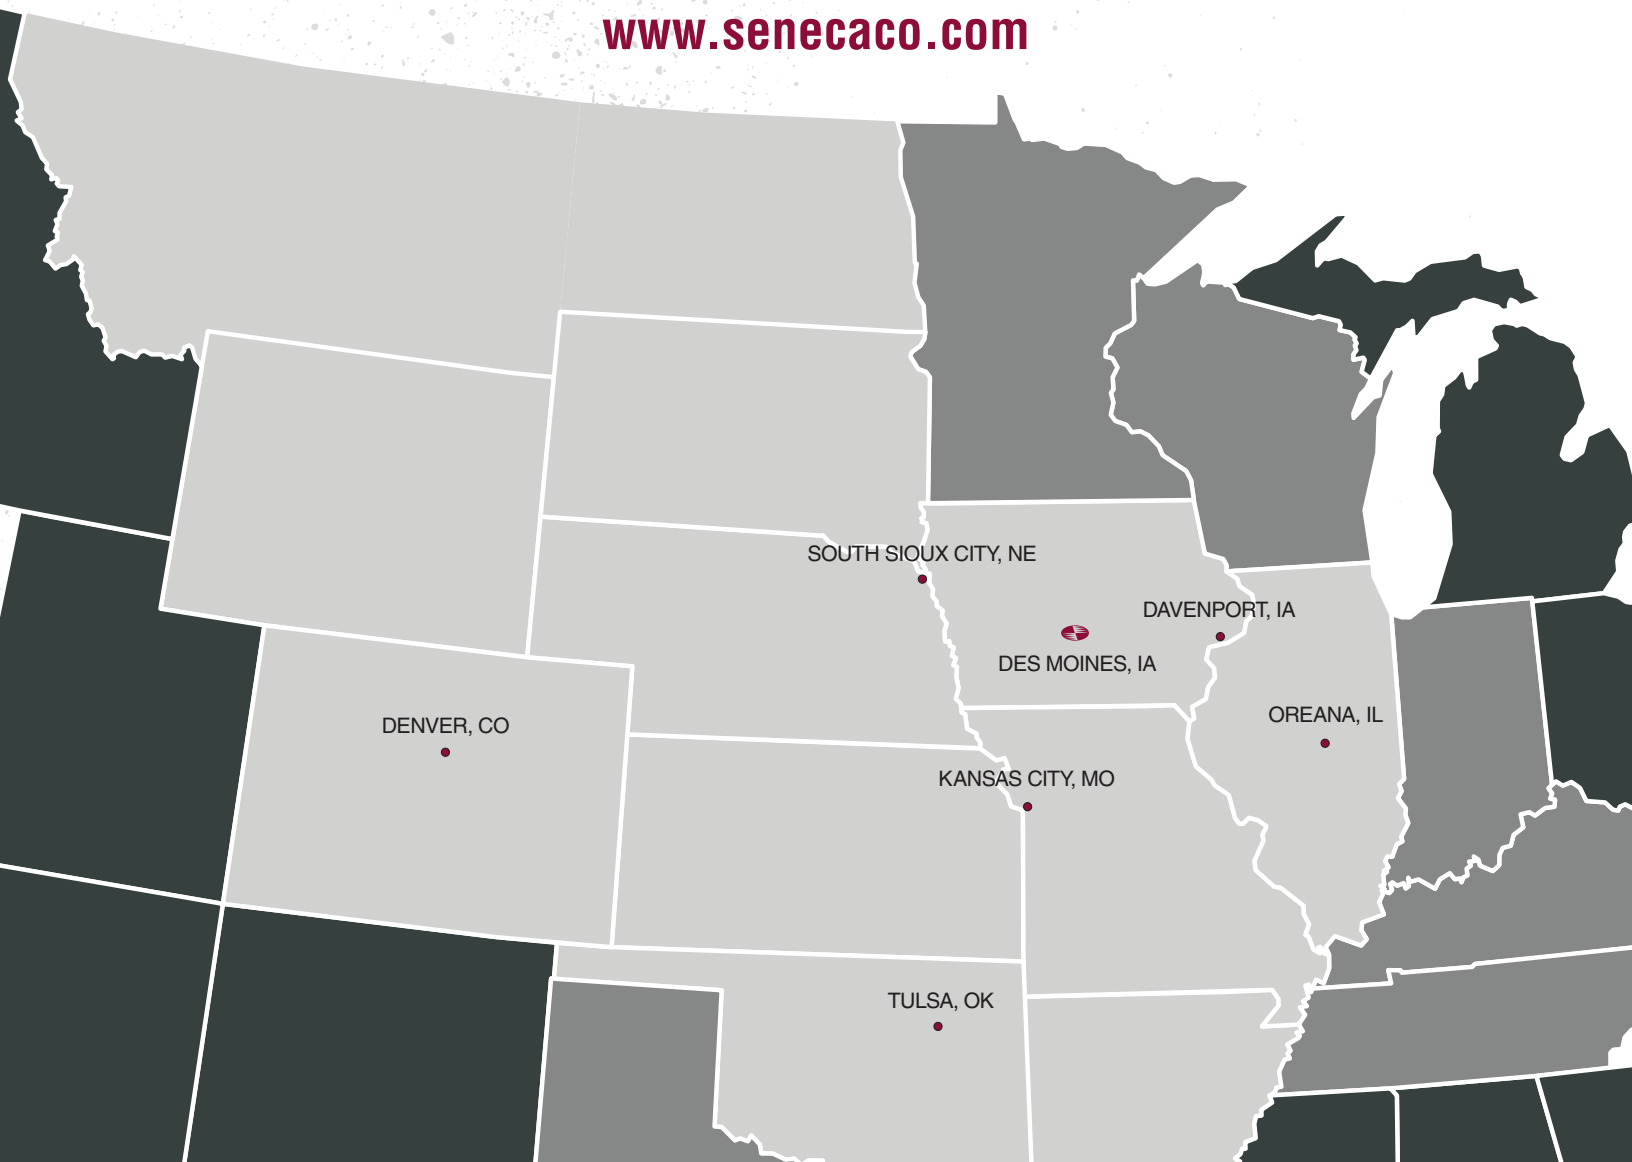 www.senecaco.com
SOUTH SIOUX CITY, NE
DAVENPORT, IA
DES MOINES, IA
OREANA, IL
DENVER, CO
KANSAS CITY, MO
TULSA, OK